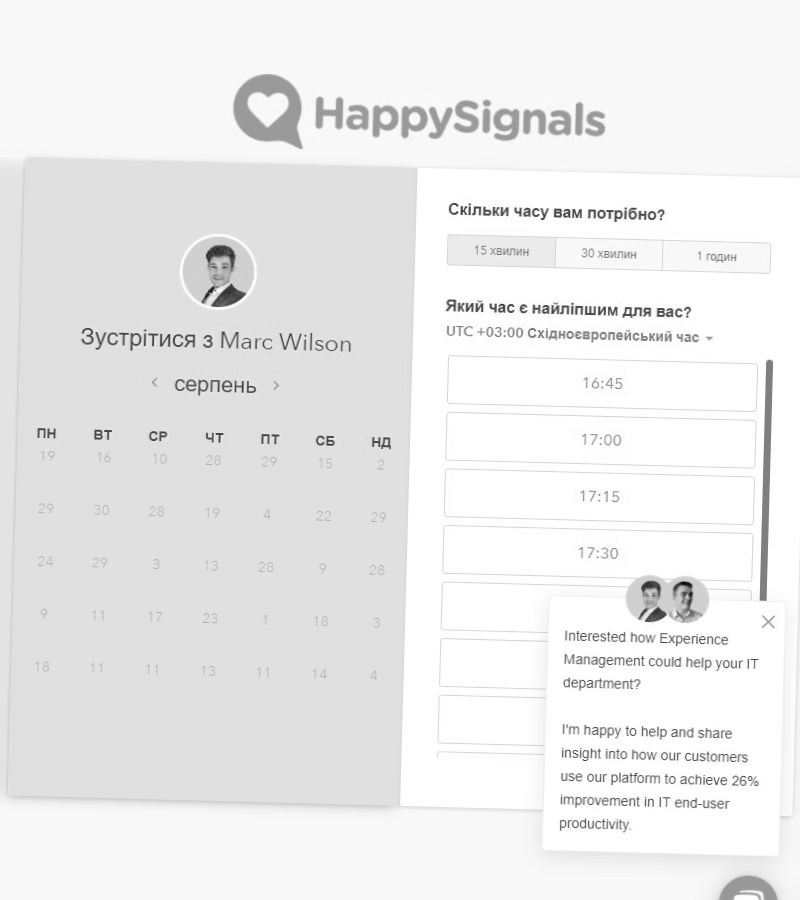 HappySignals
Зустрітися з Marc Wilson
серпень
ПН ВТ СР ЧТ ПТ СБ НД
19 16 10 28 29 15 2
29 30 28 19 4 22 29
24 29 3 13 28 9 28
9 11 17 23 1 18 3
18 11 11 13 11 14 4
Скільки часу вам потрібно?
15 хвилин 30 хвилин 1 годин
Який час є найліпшим для вас?
UTC +03:00 Східноєвропейський час
16:45
17:00
17:15
17:30
Interested how Experience
Management could help your IT
department?
I'm happy to help and share
insight into how our customers
use our platform to achieve 26%
improvement in IT end-user
productivity.